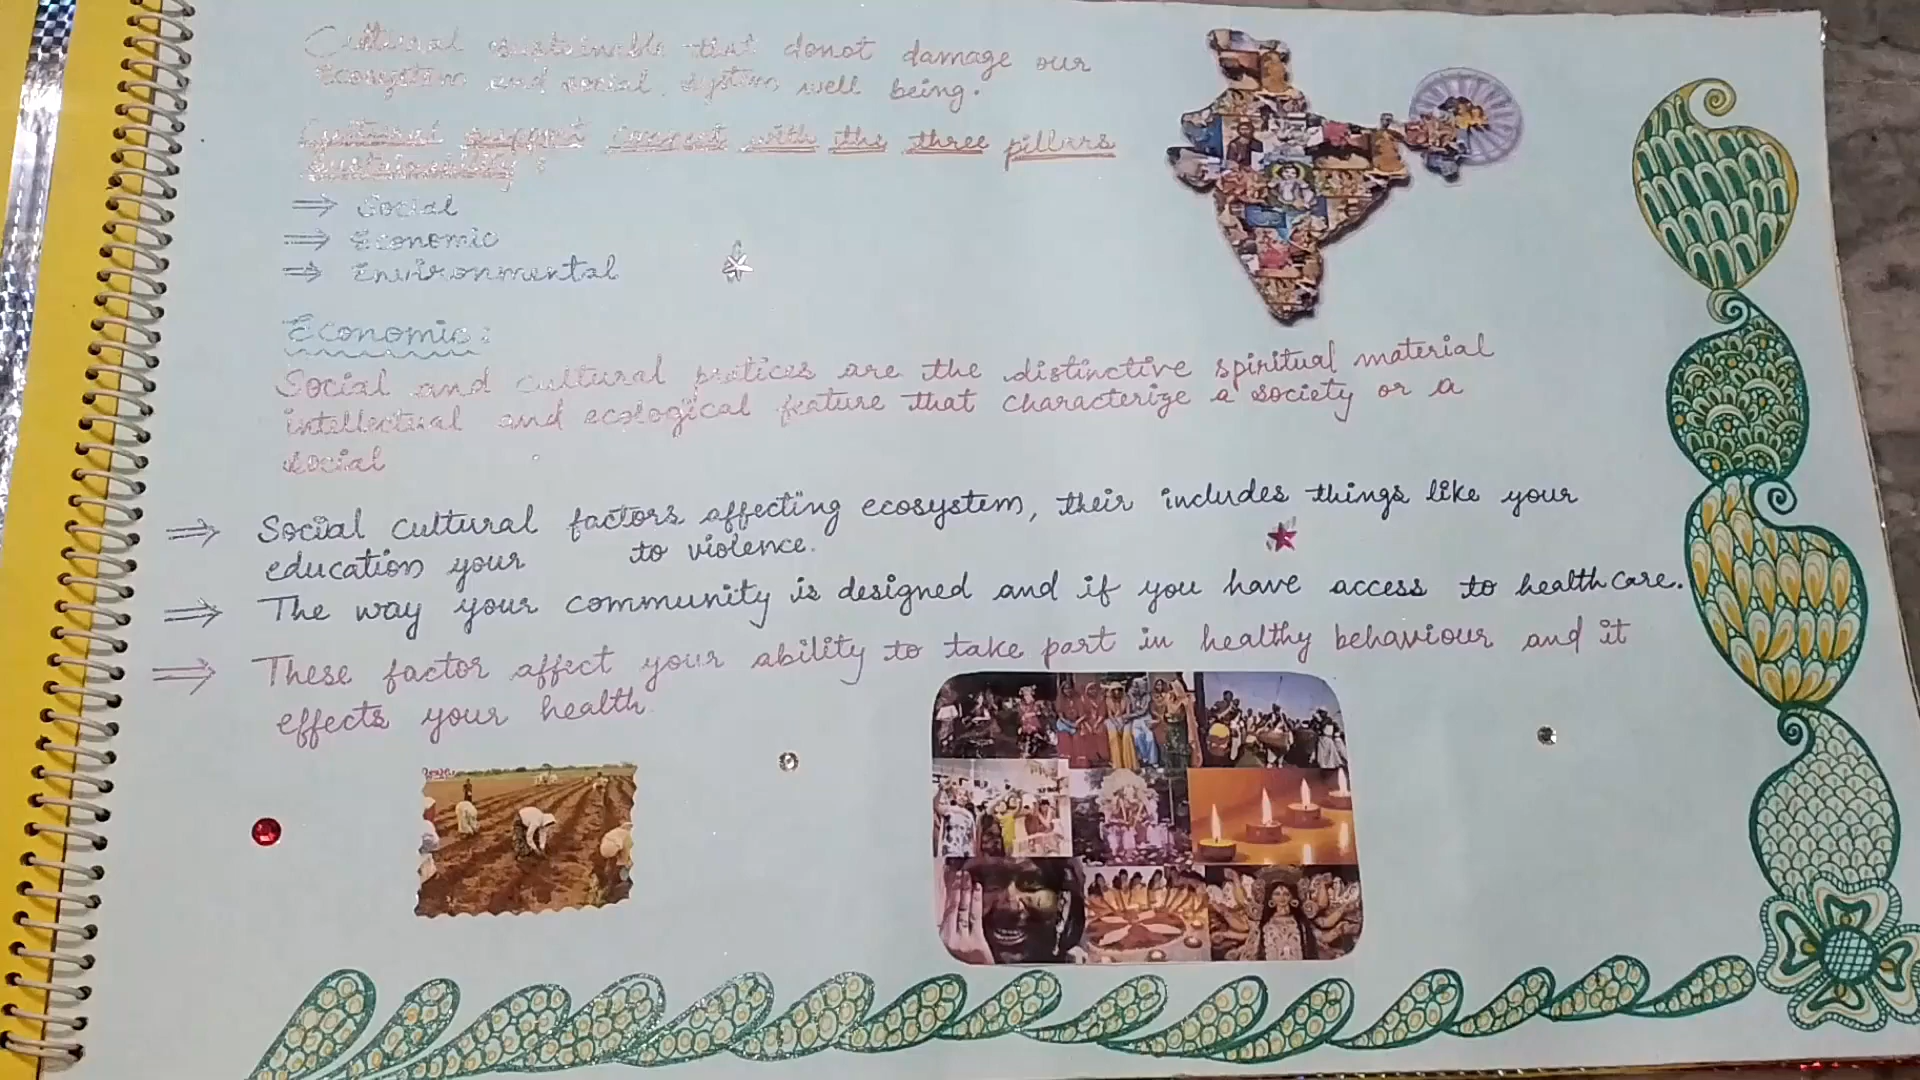 Cultural sustainable that donot damage our
Ecosystem and social system well being.
Cultural support concept with the three pillars
Sustainability:
⇒ Social
⇒ Economic
⇒ Environmental
Economic:
Social and cultural pratices are the distinctive spiritual material
intellectual and ecological feature that characterize a society or a
social
⇒ Social cultural factors affecting ecosystem, their includes things like your
education your to violence.
⇒ The way your community is designed and if you have access to health care.
⇒ These factor affect your ability to take part in healthy behaviour and it
effects your health